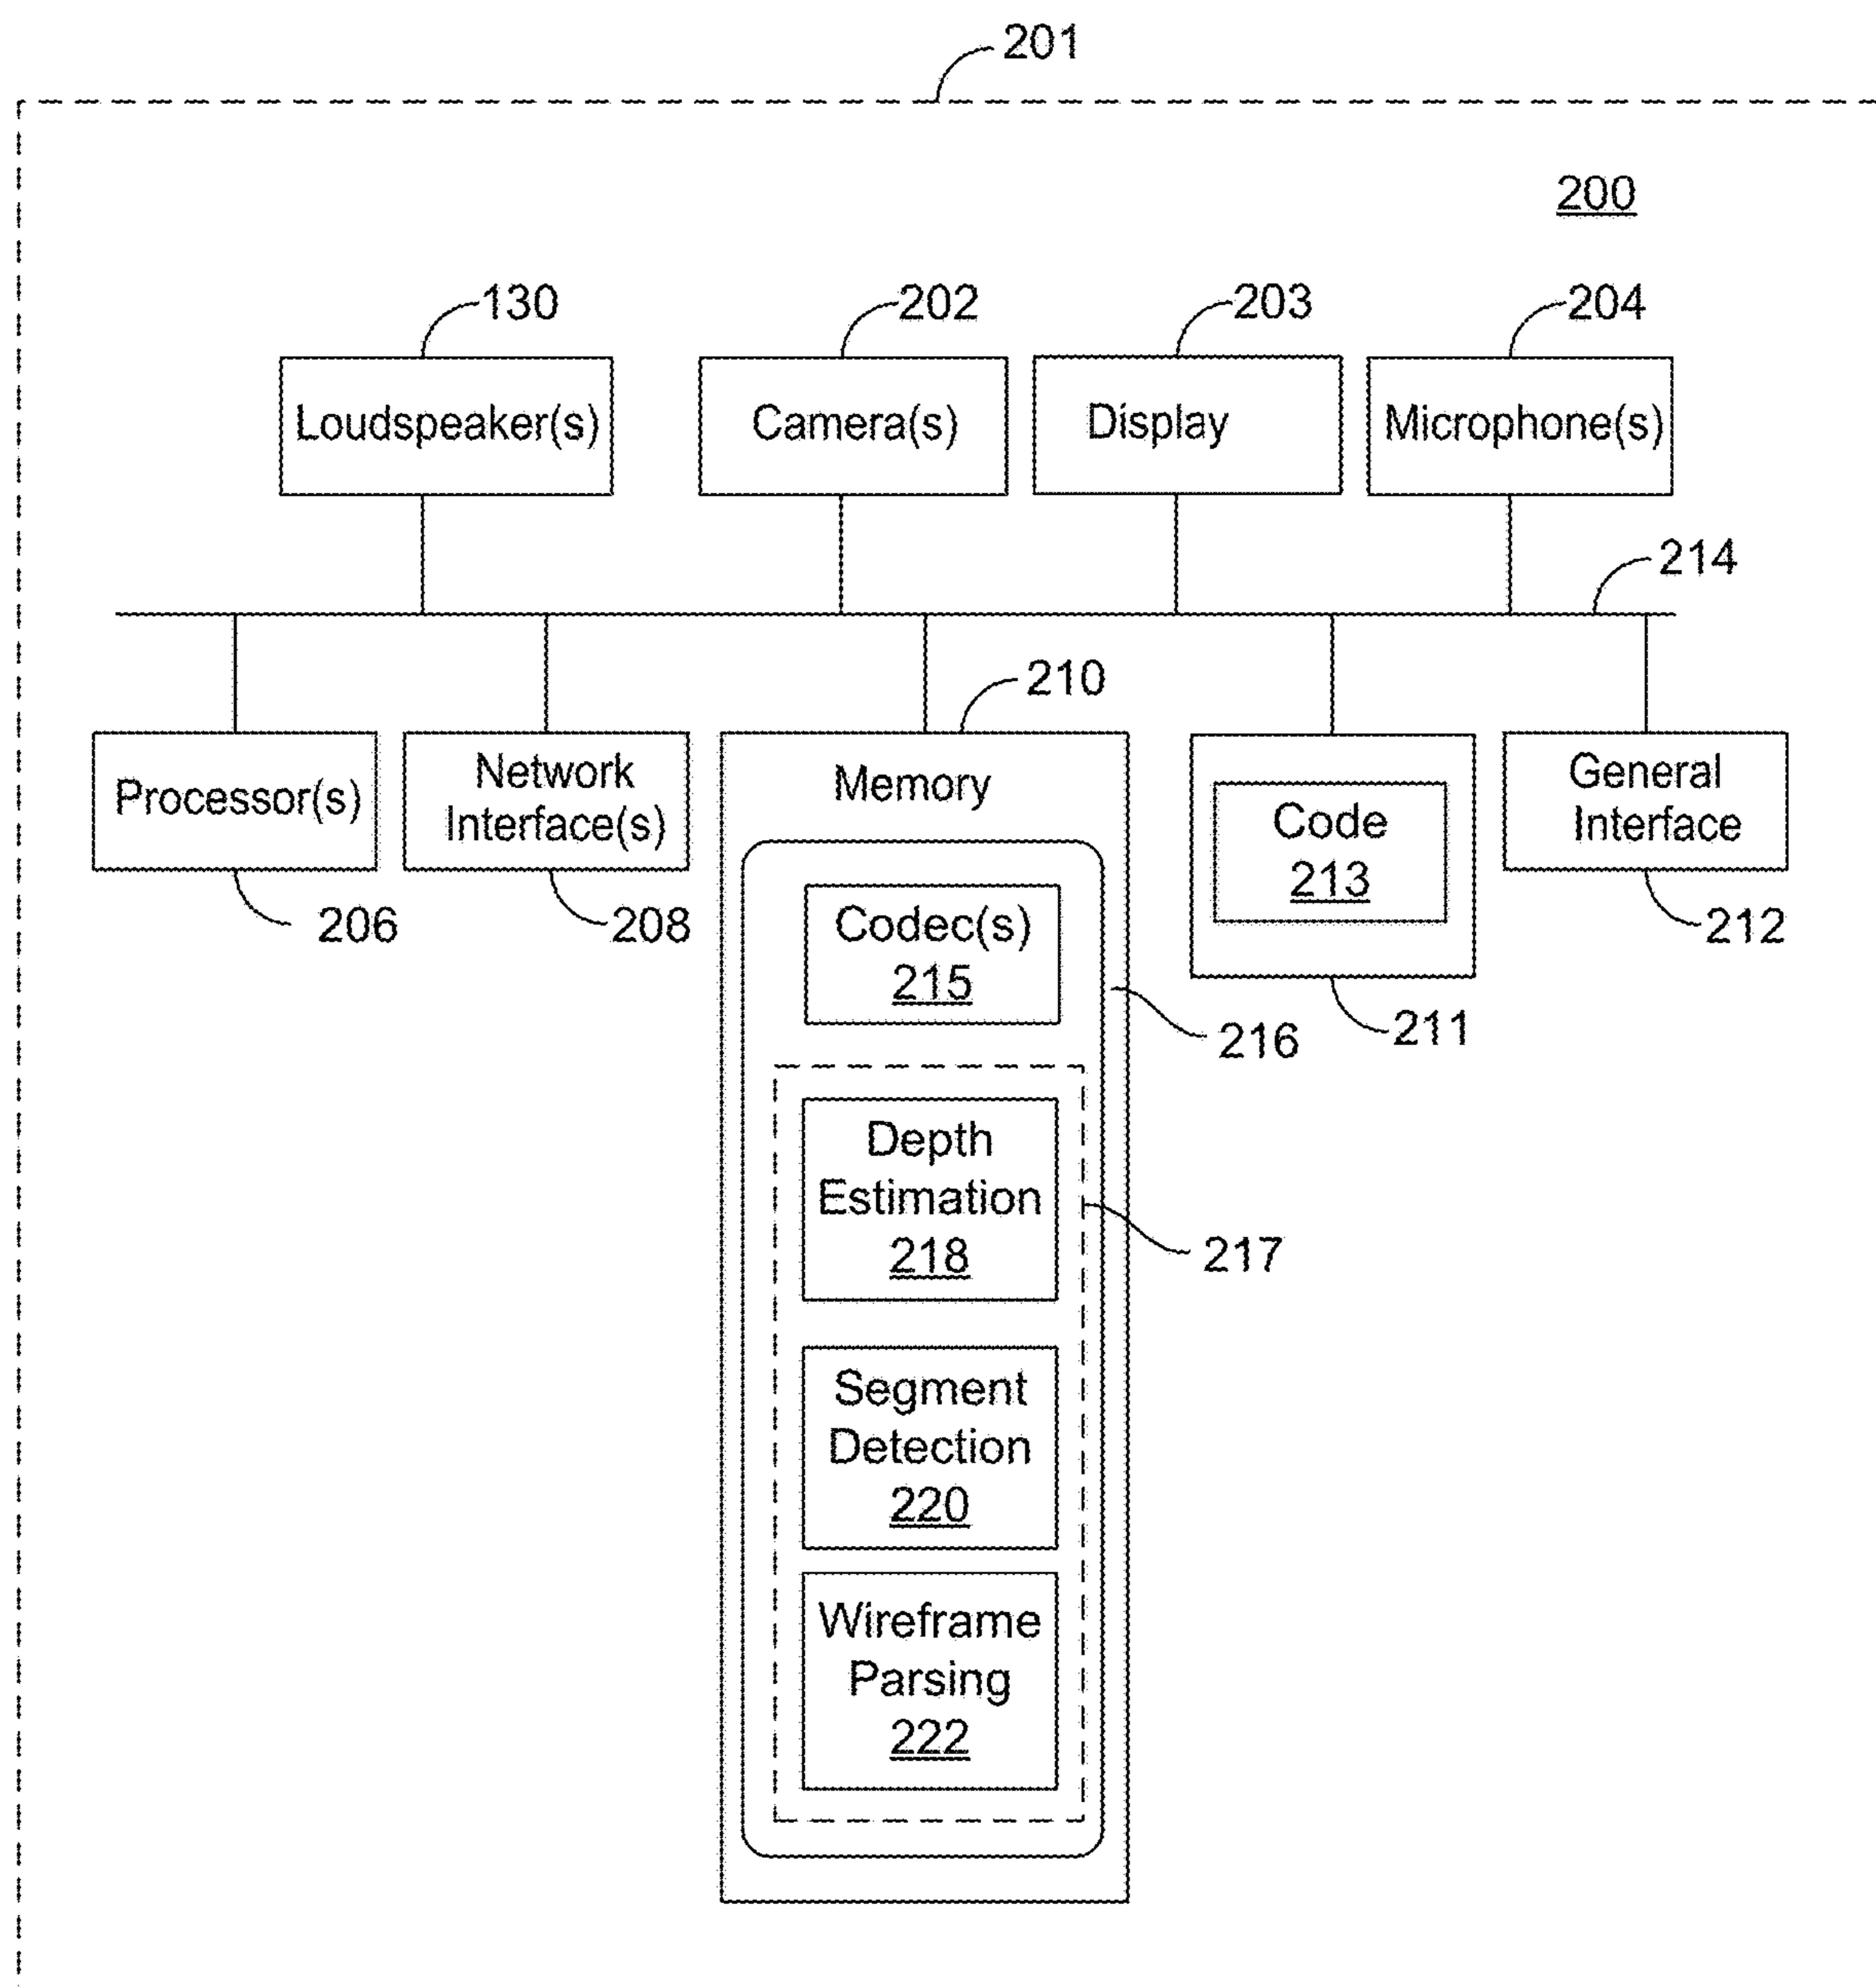 201
200
130
202
203
204
Loudspeaker(s)
Camera(s)
Display
Microphone(s)
214
210
Processor(s)
Network
Interface(s)
Memory
Code
213
General
Interface
206
208
212
211
Codec(s)
215
216
Depth
Estimation
218
217
Segment
Detection
220
Wireframe
Parsing
222